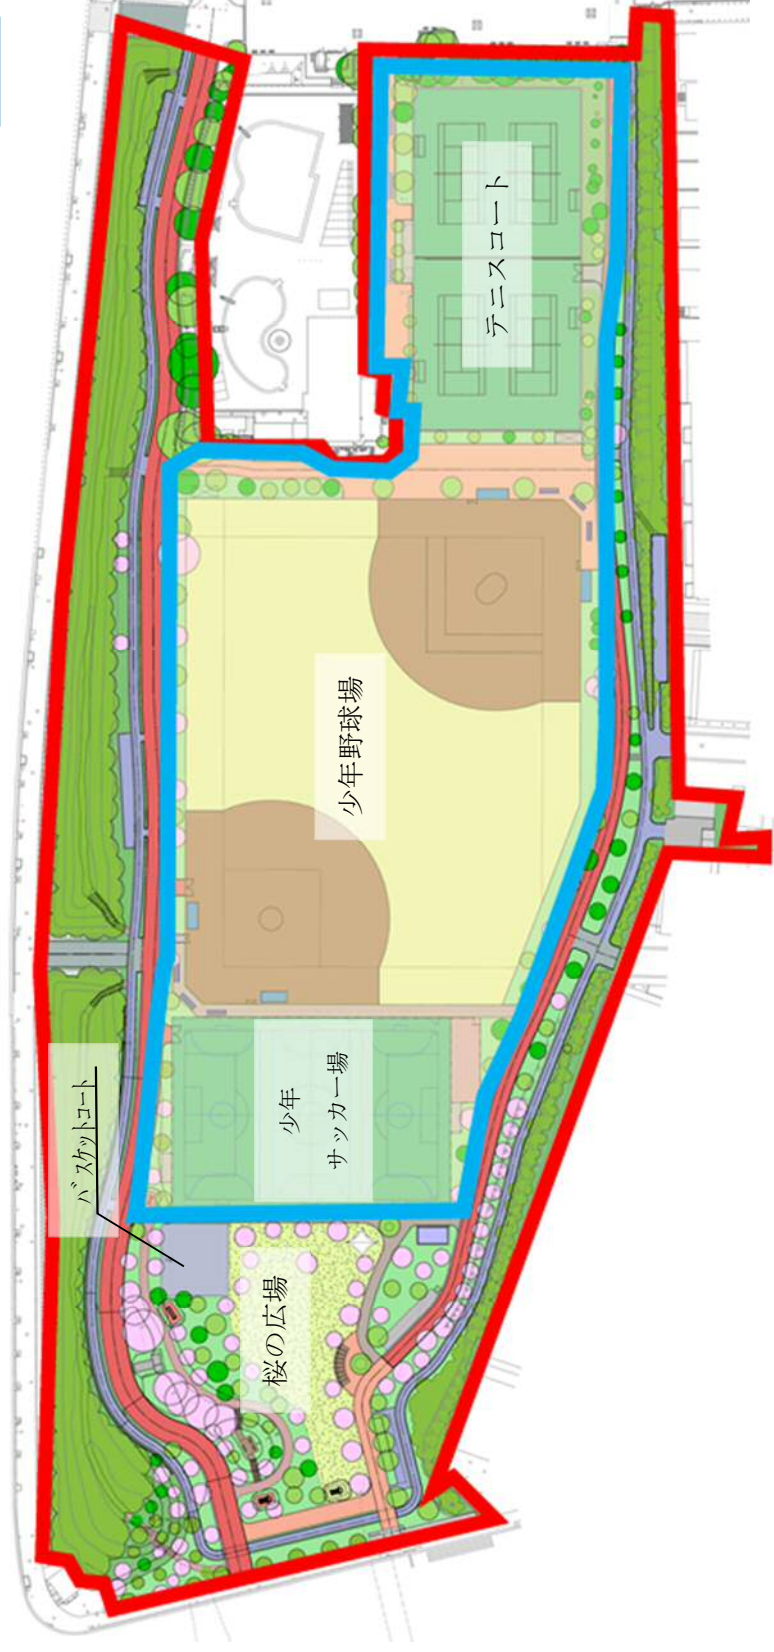 バスケットコート
桜の広場
少年
サッカー場
少年野球場
テニスコート